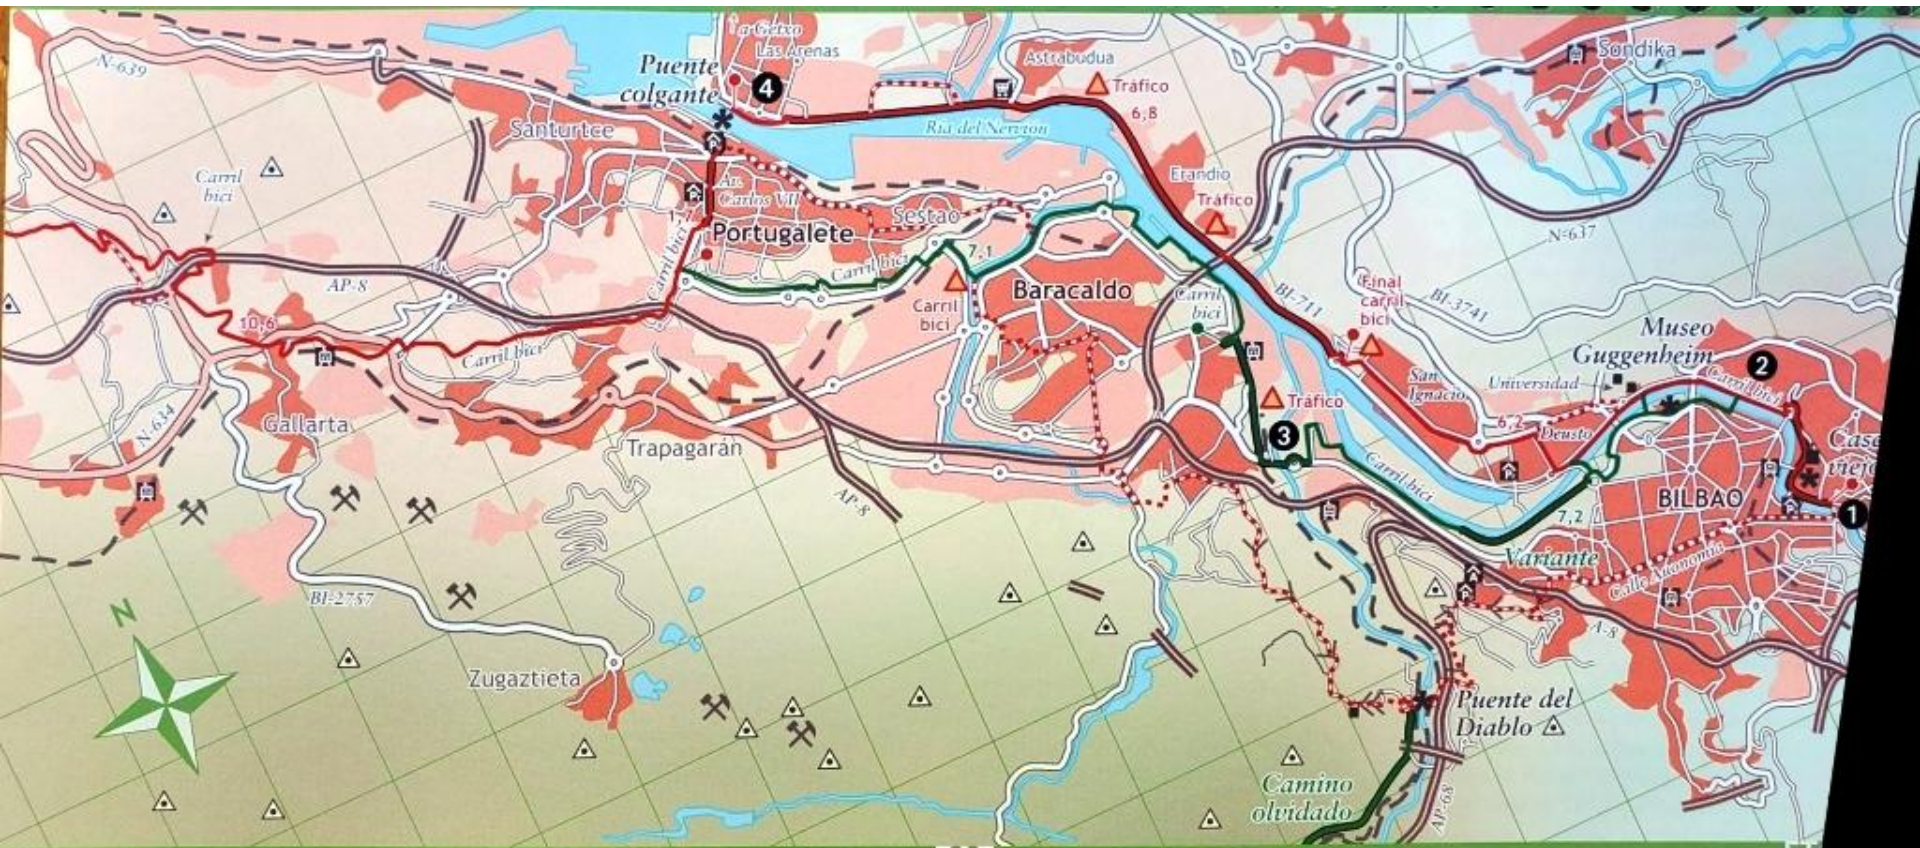 a Getxo
Las Arenas
Puente
colgante
4
Astrabudua
Tráfico
6,8
Sondika
N-639
Santurtce
Ría del Nervión
Carril
bici
Erandio
Tráfico
Av.
Carlos VII
1,7
Sestao
Portugalete
Carril bici
Carril bici
7,1
N-637
AP-8
Baracaldo
Carril
bici
Carril
bici
BI-711
Final
carril
bici
BI-3741
10,6
Carril bici
Museo
Guggenheim
2
Carril bici
San
Ignacio
Universidad
Tráfico
3
6,2
Deusto
N-634
Gallarta
Trapagarán
Carril bici
BILBAO
1
AP-8
7,2
Variante
Calle Autonomía
BI-2757
A-8
N
Zugaztieta
Puente del
Diablo
Camino
olvidado
AP-68